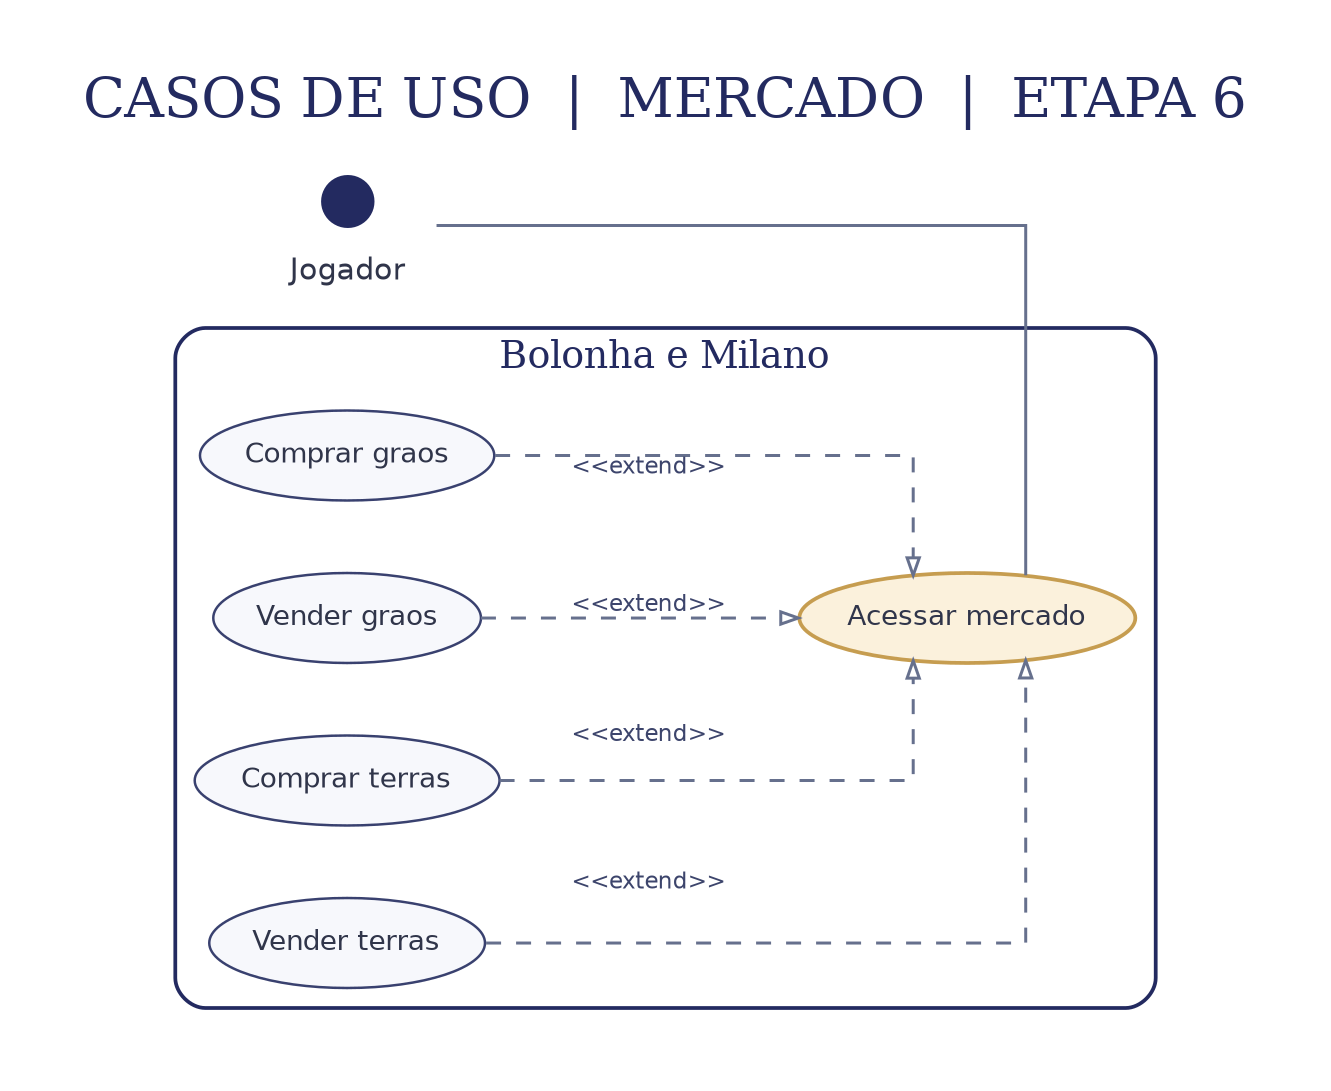 CASOS DE USO | MERCADO | ETAPA 6
Jogador
Bolonha e Milano
Comprar graos
<<extend>>
Vender graos
<<extend>>
Acessar mercado
<<extend>>
Comprar terras
<<extend>>
Vender terras